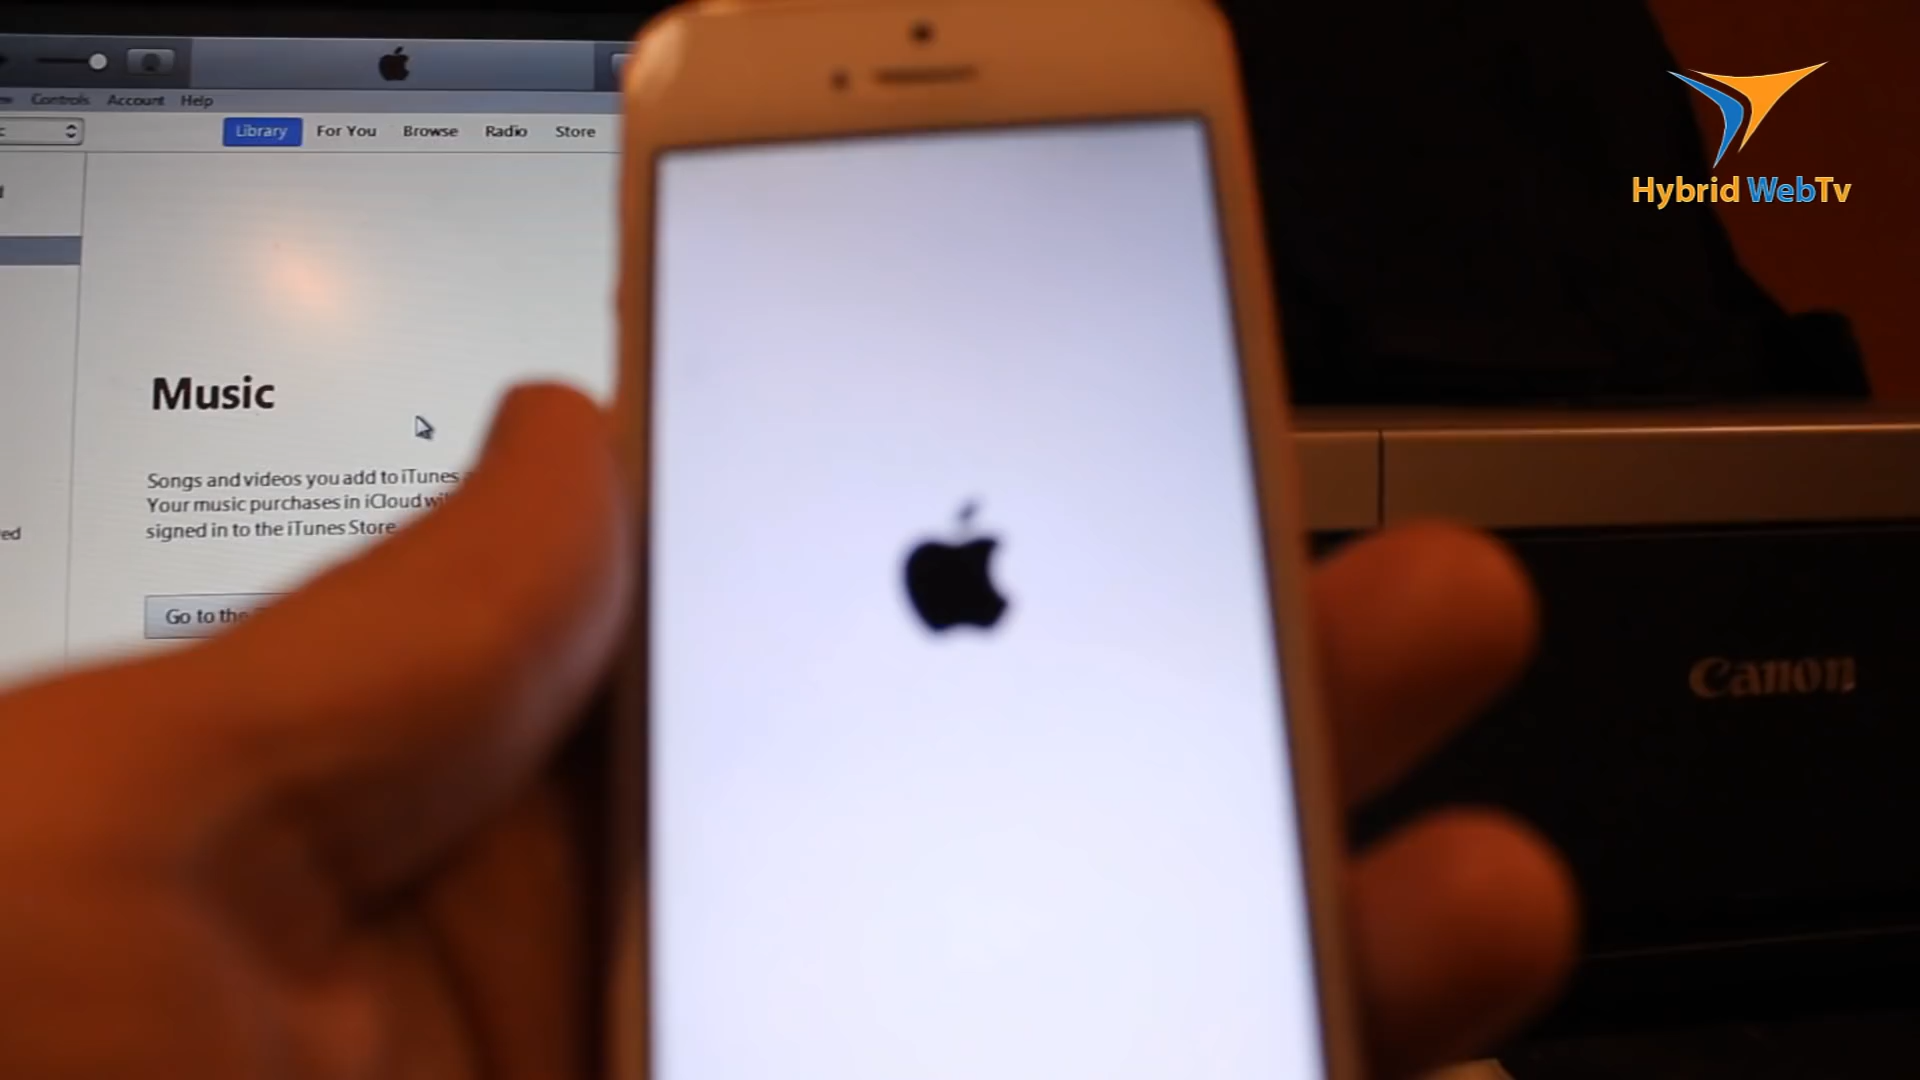 Controls Account Help
Library For You Browse Radio Store
Music
Songs and videos you add to iTunes
Your music purchases in iCloud
signed in to the iTunes Store
Go to the
Hybrid WebTv
Canon